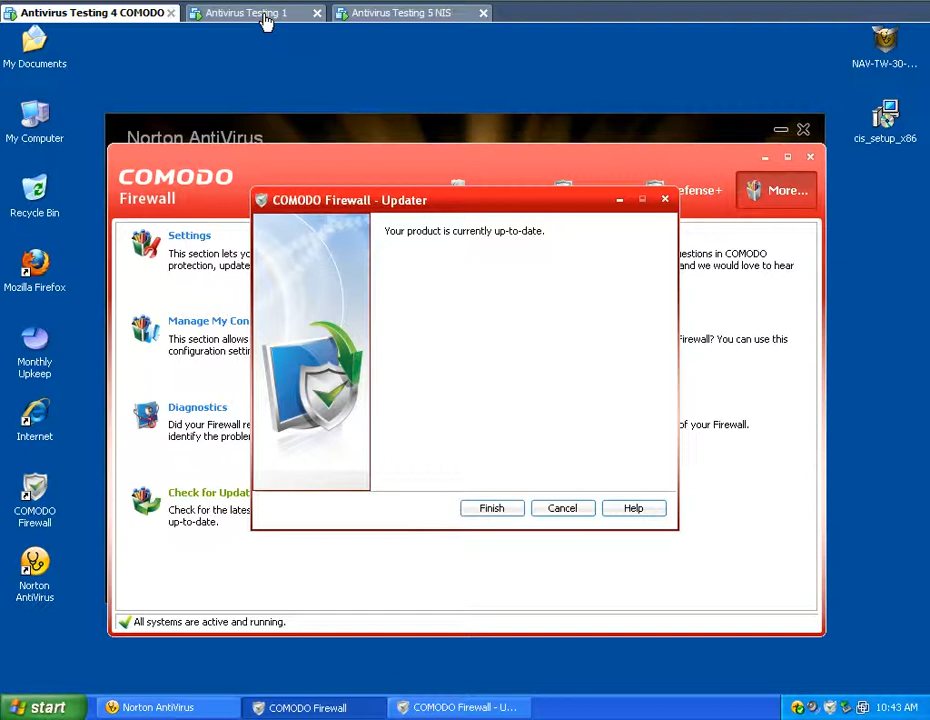 Antivirus Testing 4 COMODO
Antivirus Testing 1
Antivirus Testing 5 NIS
My Documents
My Computer
Recycle Bin
Mozilla Firefox
Monthly
Upkeep
Internet
COMODO
Firewall
Norton
AntiVirus
NAV-TW-30-...
cis_setup_x86
Norton AntiVirus
COMODO
Firewall
efense+
More...
Settings
This section lets yo
protection, update
Manage My Con
This section allows
configuration setti
Diagnostics
Did your Firewall re
identify the proble
Check for Updat
Check for the lates
up-to-date.
uestions in COMODO
and we would love to hear
Firewall? You can use this
of your Firewall.
COMODO Firewall - Updater
Your product is currently up-to-date.
Finish
Cancel
Help
All systems are active and running.
start
Norton AntiVirus
COMODO Firewall
COMODO Firewall - U...
10:43 AM